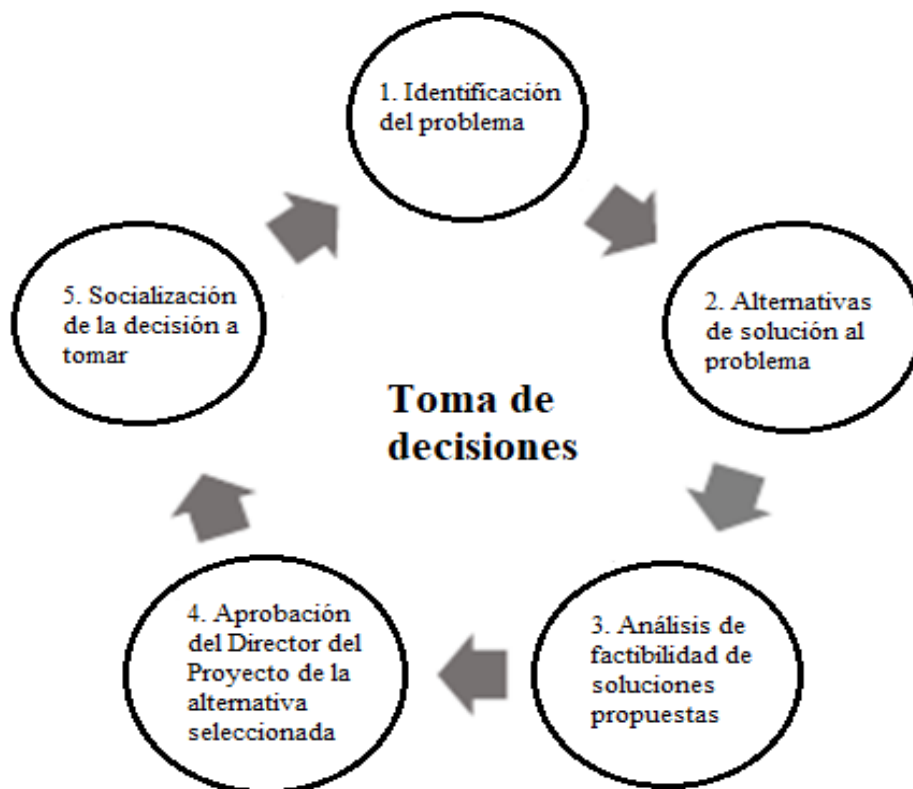 1. Identificación
del problema
2. Alternativas
de solución al
problema
3. Análisis de
factibilidad de
soluciones
propuestas
4. Aprobación
del Director del
Proyecto de la
alternativa
seleccionada
5. Socialización
de la decisión a
tomar
Toma de
decisiones